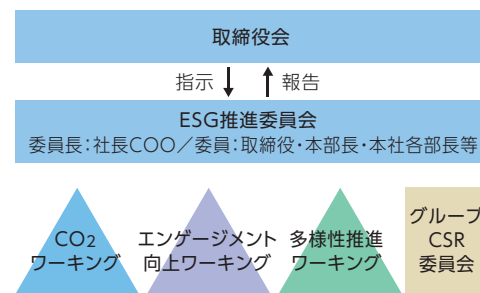 取締役会
指示 報告
ESG推進委員会
委員長：社長COO／委員：取締役・本部長・本社各部長等
CO2
ワーキング
エンゲージメント
向上ワーキング
多様性推進
ワーキング
グループ
CSR
委員会